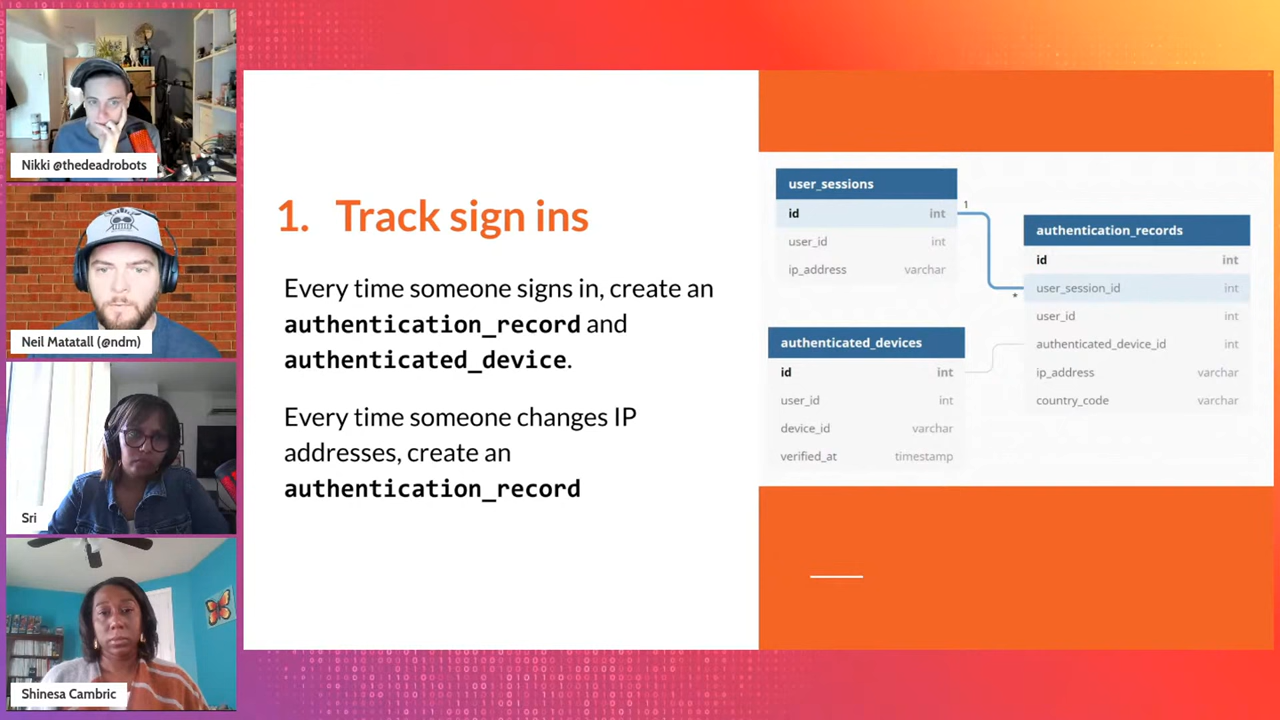 Nikki @thedeadrobots
Neil Matatall (@ndm)
Sri
Shinesa Cambric
1. Track sign ins
Every time someone signs in, create an
authentication_record and
authenticated_device.
Every time someone changes IP
addresses, create an
authentication_record
user_sessions
id int
user_id int
ip_address varchar
1
*
authentication_records
id int
user_session_id int
user_id int
authenticated_device_id int
ip_address varchar
country_code varchar
authenticated_devices
id int
user_id int
device_id varchar
verified_at timestamp